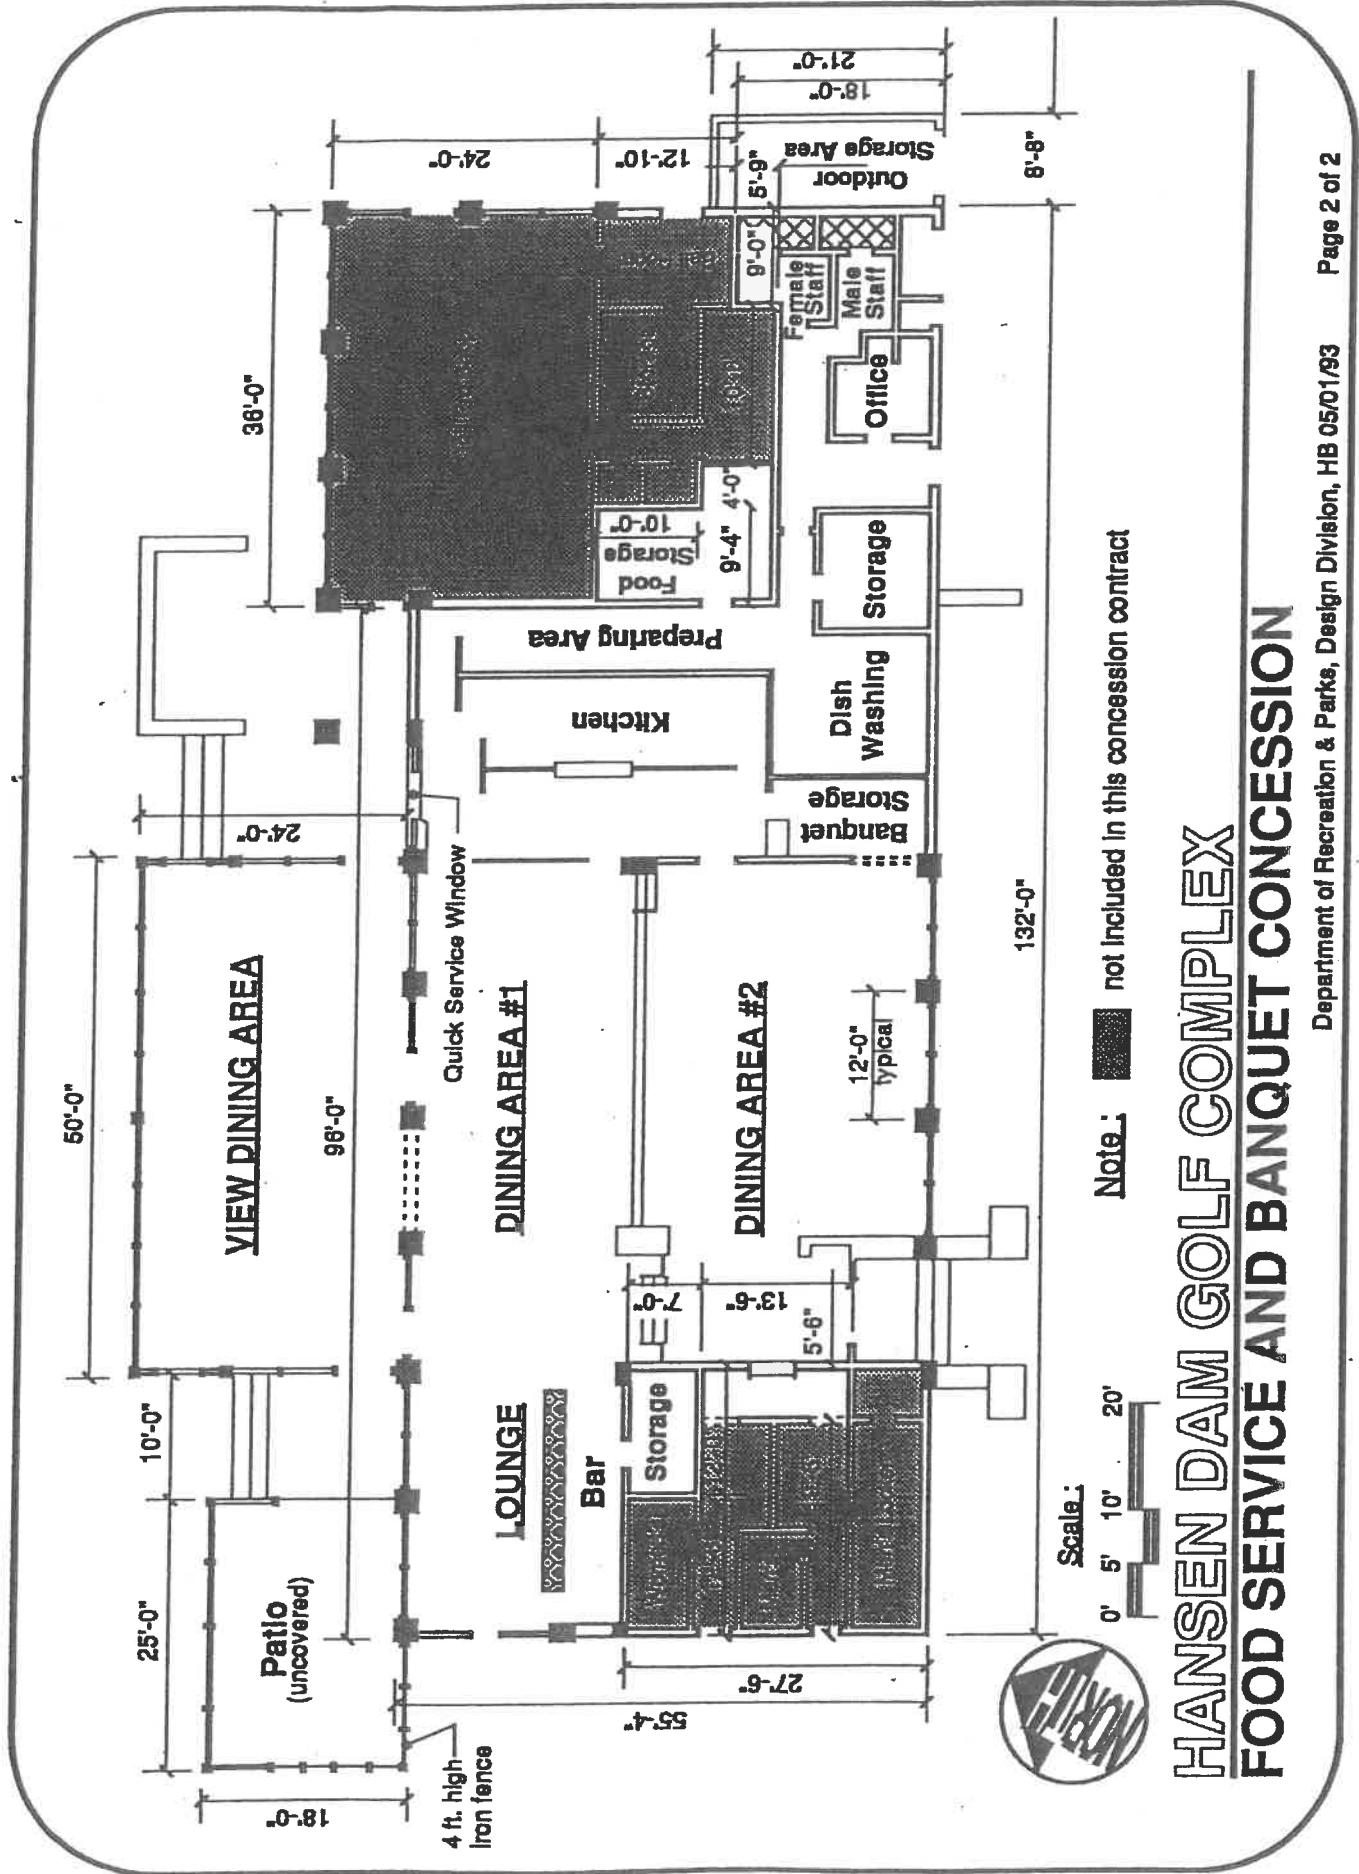 36'-0"
24'-0"
12'-10"
21'-0"
18'-0"
5'-9"
9'-0"
Outdoor
Storage Area
8'-8"
Female
Staff
Male
Staff
Office
Food
Storage
10'-0"
4'-0"
9'-4"
Storage
Preparing Area
Kitchen
Dish
Washing
Banquet
Storage
24'-0"
50'-0"
VIEW DINING AREA
96'-0"
Quick Service Window
DINING AREA #1
DINING AREA #2
12'-0"
typical
132'-0"
7'-0"
13'-6"
5'-6"
10'-0"
25'-0"
Patio
(uncovered)
18'-0"
4 ft. high
iron fence
LOUNGE
Bar
Storage
27'-6"
55'-4"
Note :
not included in this concession contract
Scale :
0' 5' 10' 20'
HANSEN DAM GOLF COMPLEX
FOOD SERVICE AND BANQUET CONCESSION
Department of Recreation & Parks, Design Division, HB 05/01/93 Page 2 of 2